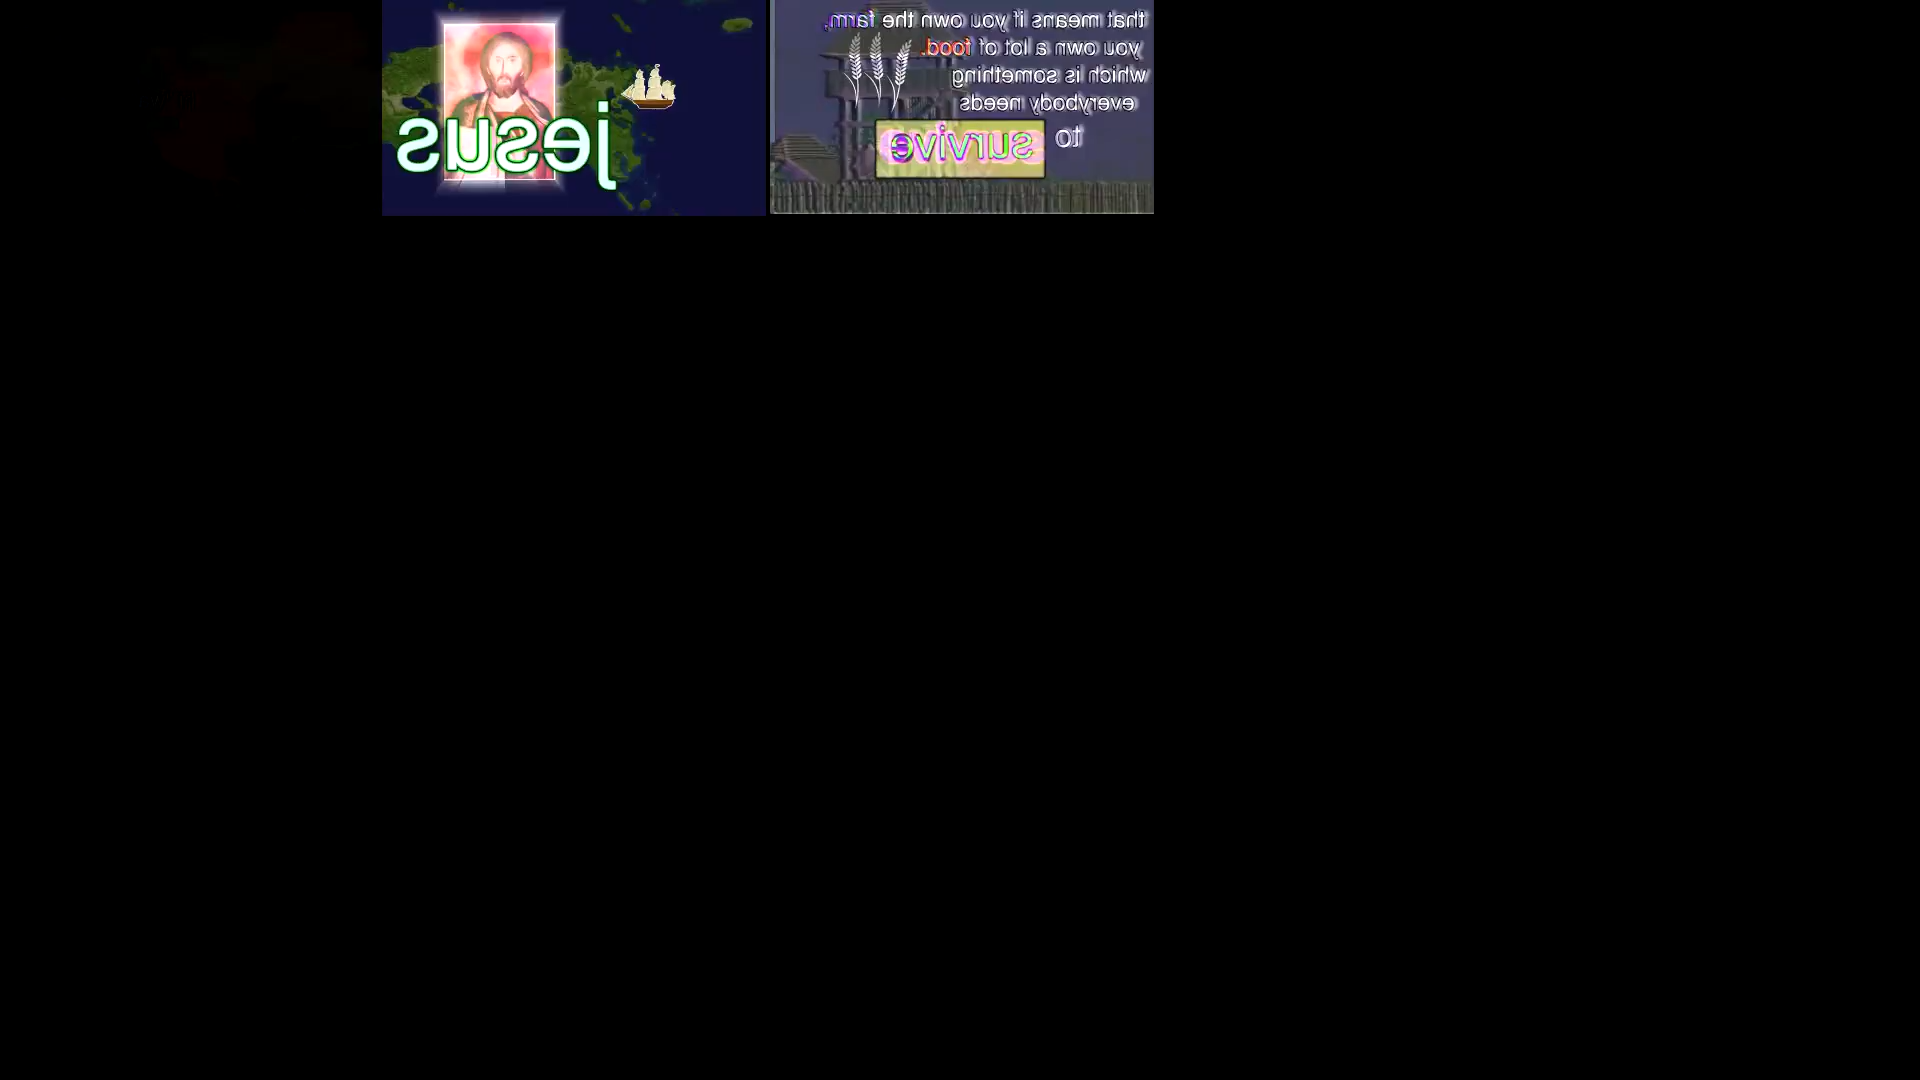 jesus
that means if you own the farm,
you own a lot of food.
which is something
everybody needs
to survive